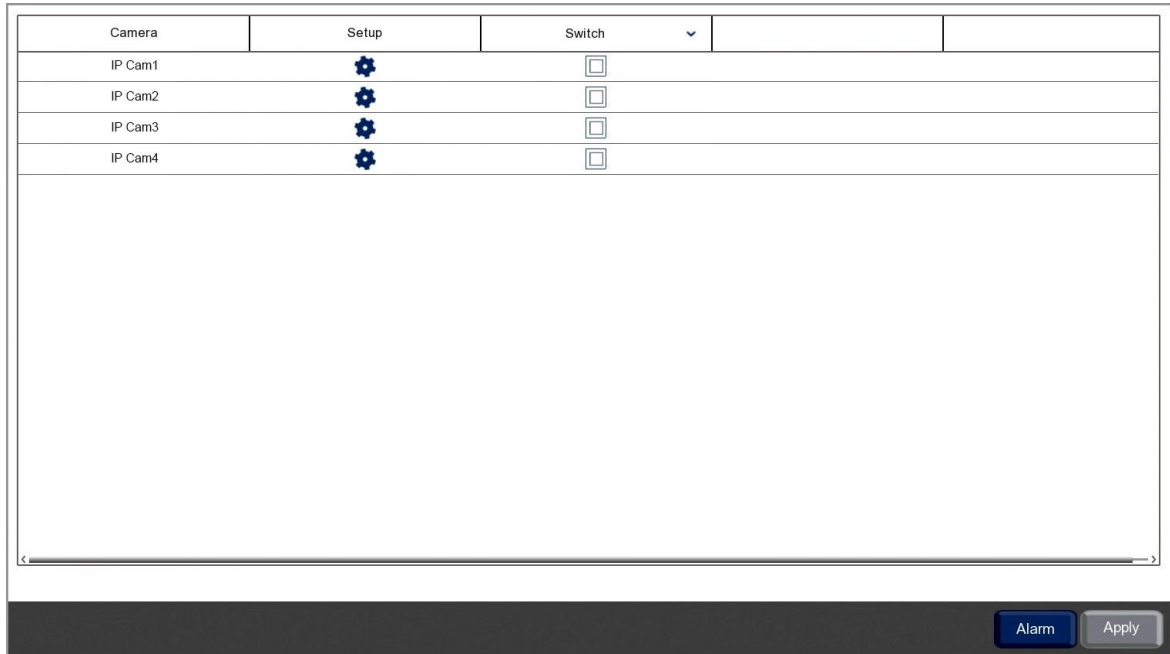 Camera Setup Switch
IP Cam1
IP Cam2
IP Cam3
IP Cam4
Alarm Apply